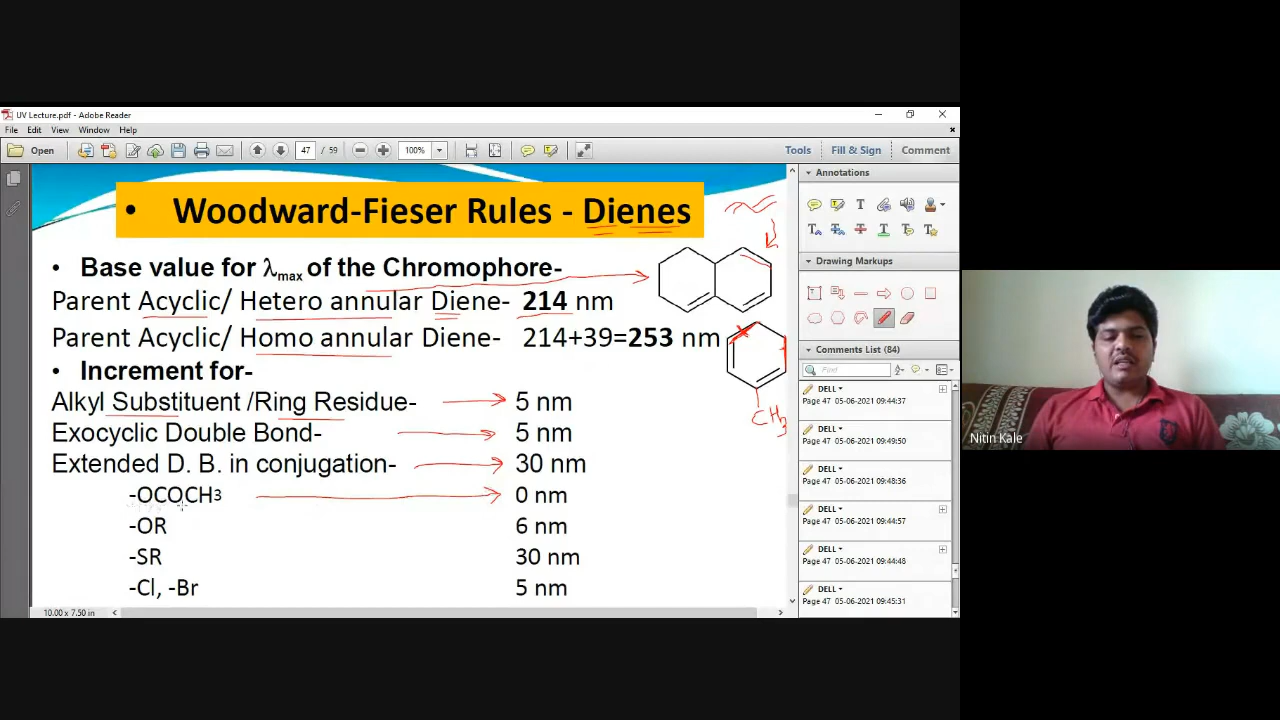 UV Lecture.pdf - Adobe Reader
File Edit View Window Help
Open 47 / 59 100% Tools Fill & Sign Comment
• Woodward-Fieser Rules - Dienes
• Base value for λmax of the Chromophore-
Parent Acyclic/ Hetero annular Diene- 214 nm
Parent Acyclic/ Homo annular Diene- 214+39=253 nm
• Increment for-
Alkyl Substituent /Ring Residue- 5 nm
Exocyclic Double Bond- 5 nm
Extended D. B. in conjugation- 30 nm
-OCOCH3 0 nm
-OR 6 nm
-SR 30 nm
-Cl, -Br 5 nm
CH3
10.00 x 7.50 in
Annotations
Drawing Markups
Comments List (84)
Find
DELL
Page 47 05-06-2021 09:44:37
DELL
Page 47 05-06-2021 09:49:50
DELL
Page 47 05-06-2021 09:48:36
DELL
Page 47 05-06-2021 09:44:57
DELL
Page 47 05-06-2021 09:44:48
DELL
Page 47 05-06-2021 09:45:31
Nitin Kale